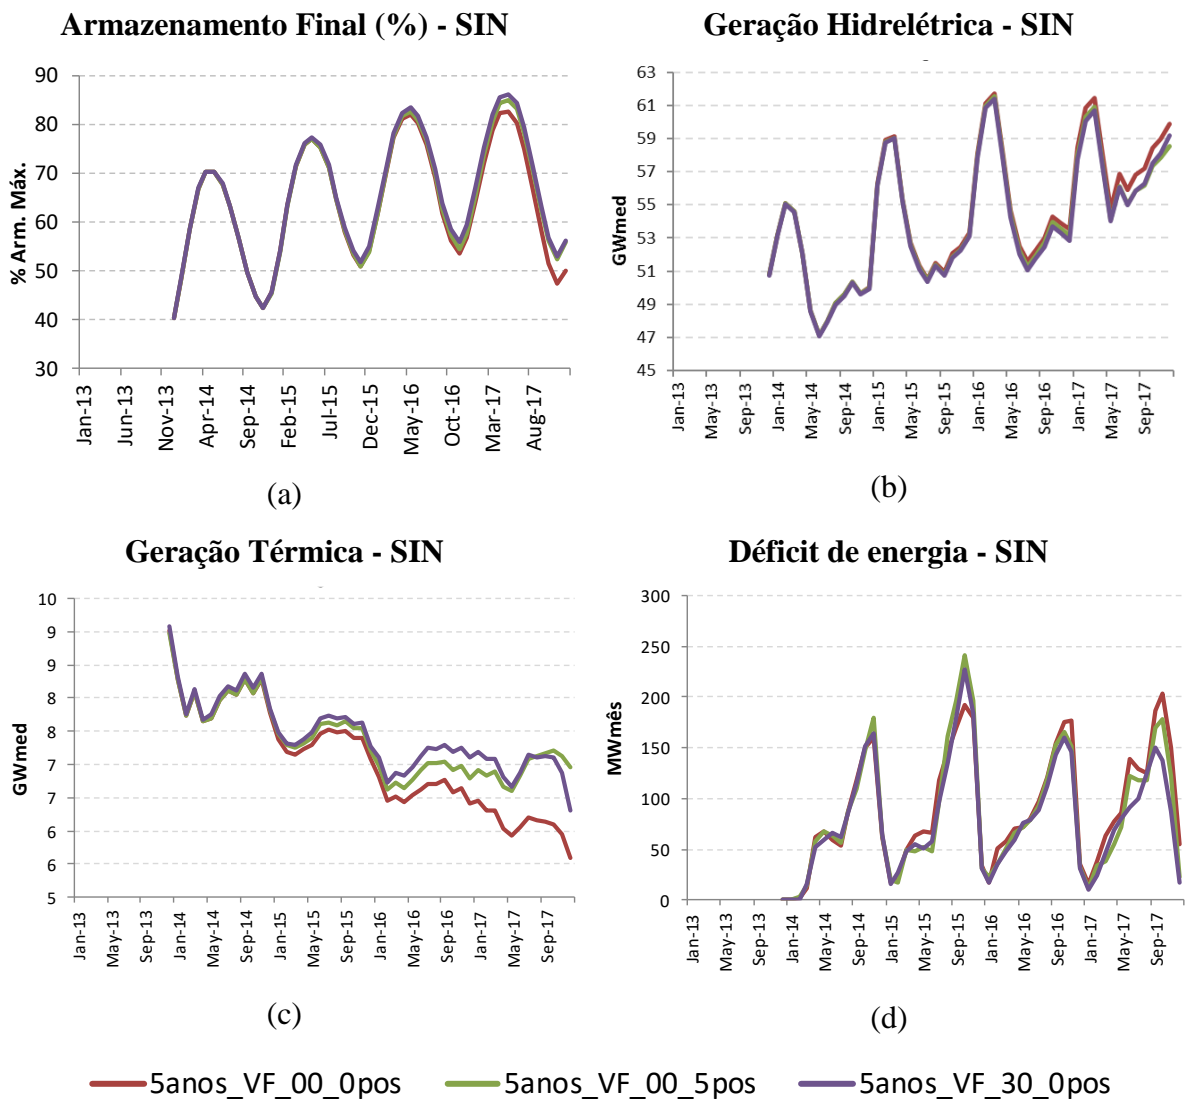 Armazenamento Final (%) - SIN
% Arm. Máx.
90
80
70
60
50
40
30
Jan-13
Jun-13
Nov-13
Apr-14
Sep-14
Feb-15
Jul-15
Dec-15
May-16
Oct-16
Mar-17
Aug-17
(a)
Geração Hidrelétrica - SIN
GWmed
63
61
59
57
55
53
51
49
47
45
Jan-13
May-13
Sep-13
Jan-14
May-14
Sep-14
Jan-15
May-15
Sep-15
Jan-16
May-16
Sep-16
Jan-17
May-17
Sep-17
(b)
Geração Térmica - SIN
GWmed
10
9
9
8
8
7
7
6
6
5
Jan-13
May-13
Sep-13
Jan-14
May-14
Sep-14
Jan-15
May-15
Sep-15
Jan-16
May-16
Sep-16
Jan-17
May-17
Sep-17
(c)
Déficit de energia - SIN
MWmês
300
250
200
150
100
50
0
Jan-13
May-13
Sep-13
Jan-14
May-14
Sep-14
Jan-15
May-15
Sep-15
Jan-16
May-16
Sep-16
Jan-17
May-17
Sep-17
(d)
5anos_VF_00_0pos
5anos_VF_00_5pos
5anos_VF_30_0pos